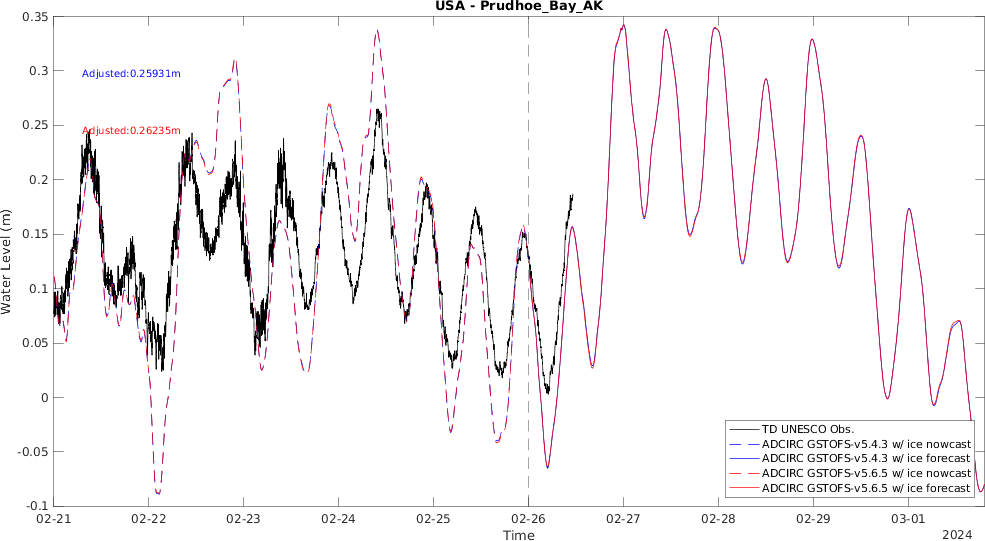 USA - Prudhoe_Bay_AK
0.35
0.3
0.25
0.2
0.15
0.1
0.05
0
-0.05
-0.1
Water Level (m)
Adjusted:0.25931m
Adjusted:0.26235m
TD UNESCO Obs.
ADCIRC GSTOFS-v5.4.3 w/ ice nowcast
ADCIRC GSTOFS-v5.4.3 w/ ice forecast
ADCIRC GSTOFS-v5.6.5 w/ ice nowcast
ADCIRC GSTOFS-v5.6.5 w/ ice forecast
02-21 02-22 02-23 02-24 02-25 02-26 02-27 02-28 02-29 03-01
Time
2024